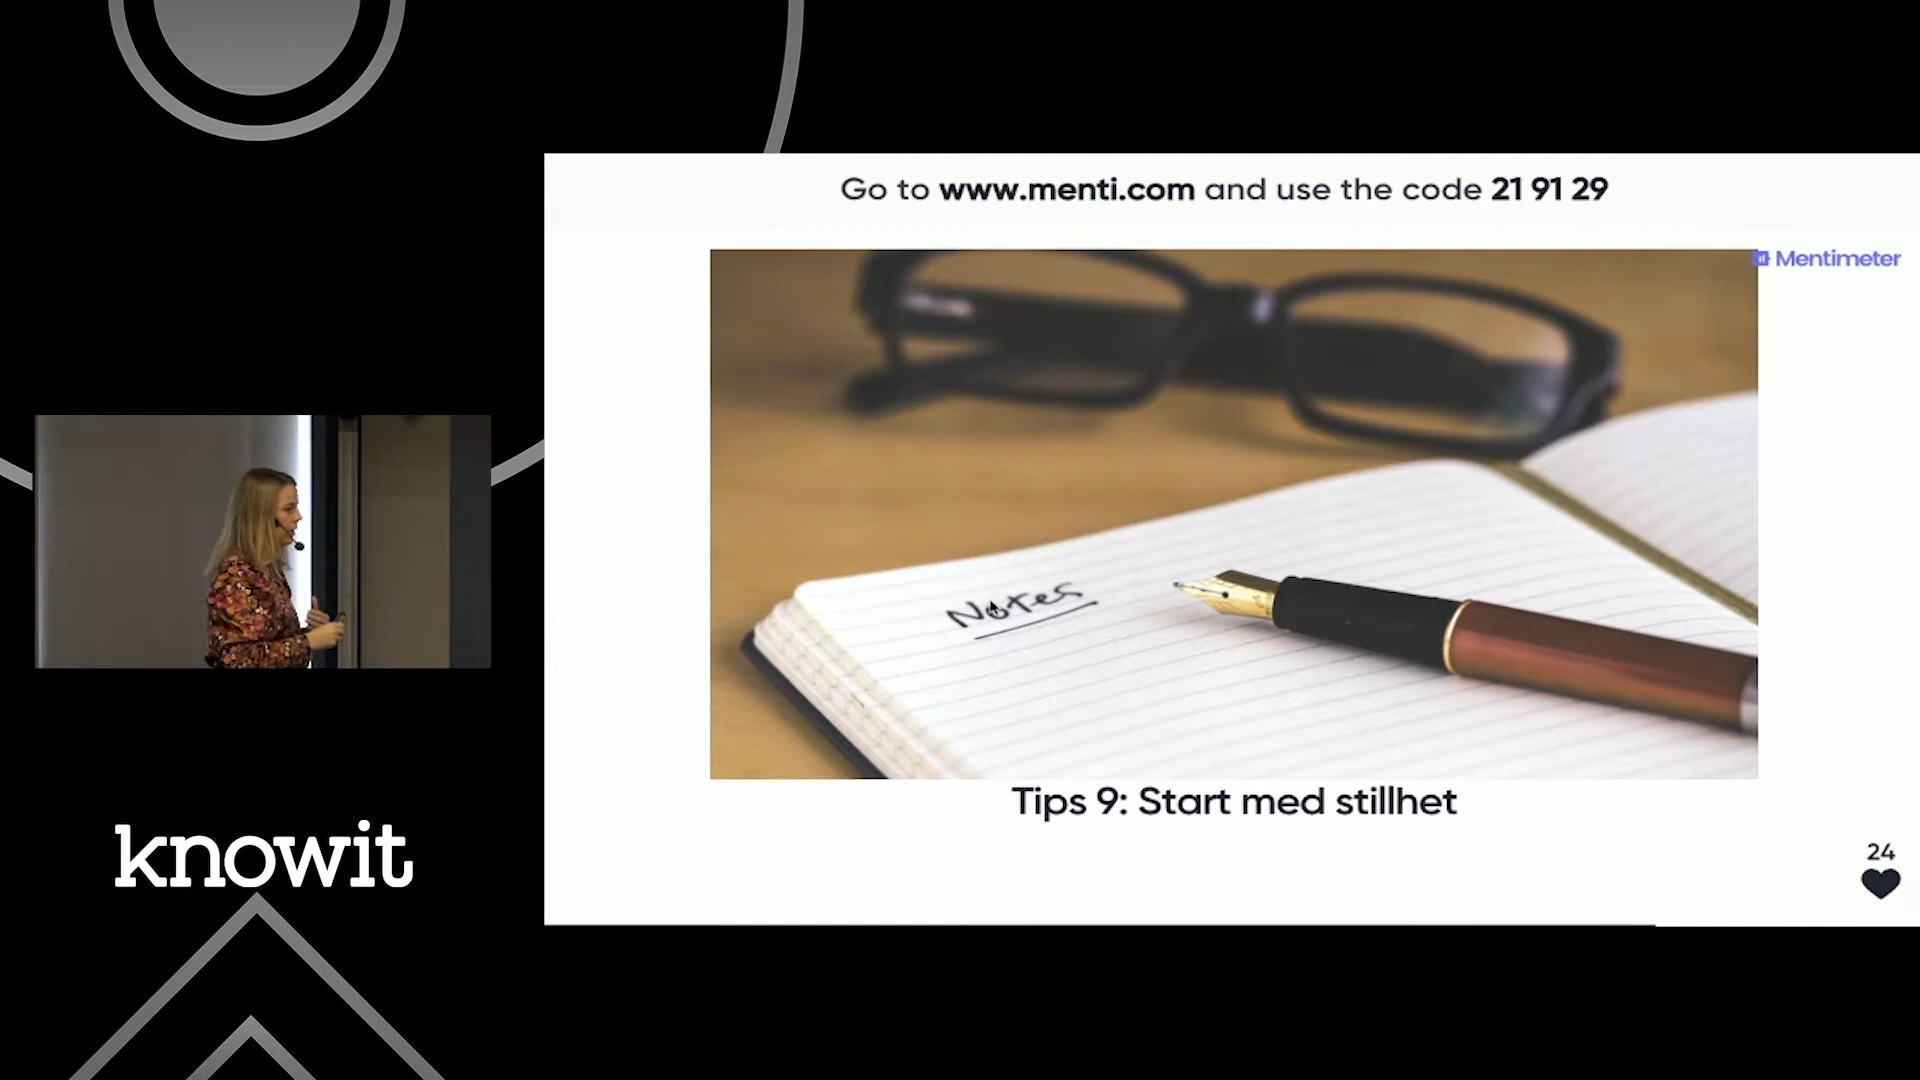 Go to www.menti.com and use the code 21 91 29
Mentimeter
Notes
Tips 9: Start med stillhet
24
knowit